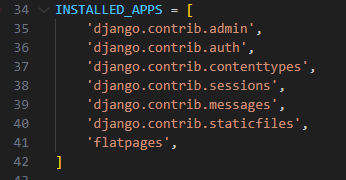 34 INSTALLED_APPS = [
35 'django.contrib.admin',
36 'django.contrib.auth',
37 'django.contrib.contenttypes',
38 'django.contrib.sessions',
39 'django.contrib.messages',
40 'django.contrib.staticfiles',
41 'flatpages',
42 ]